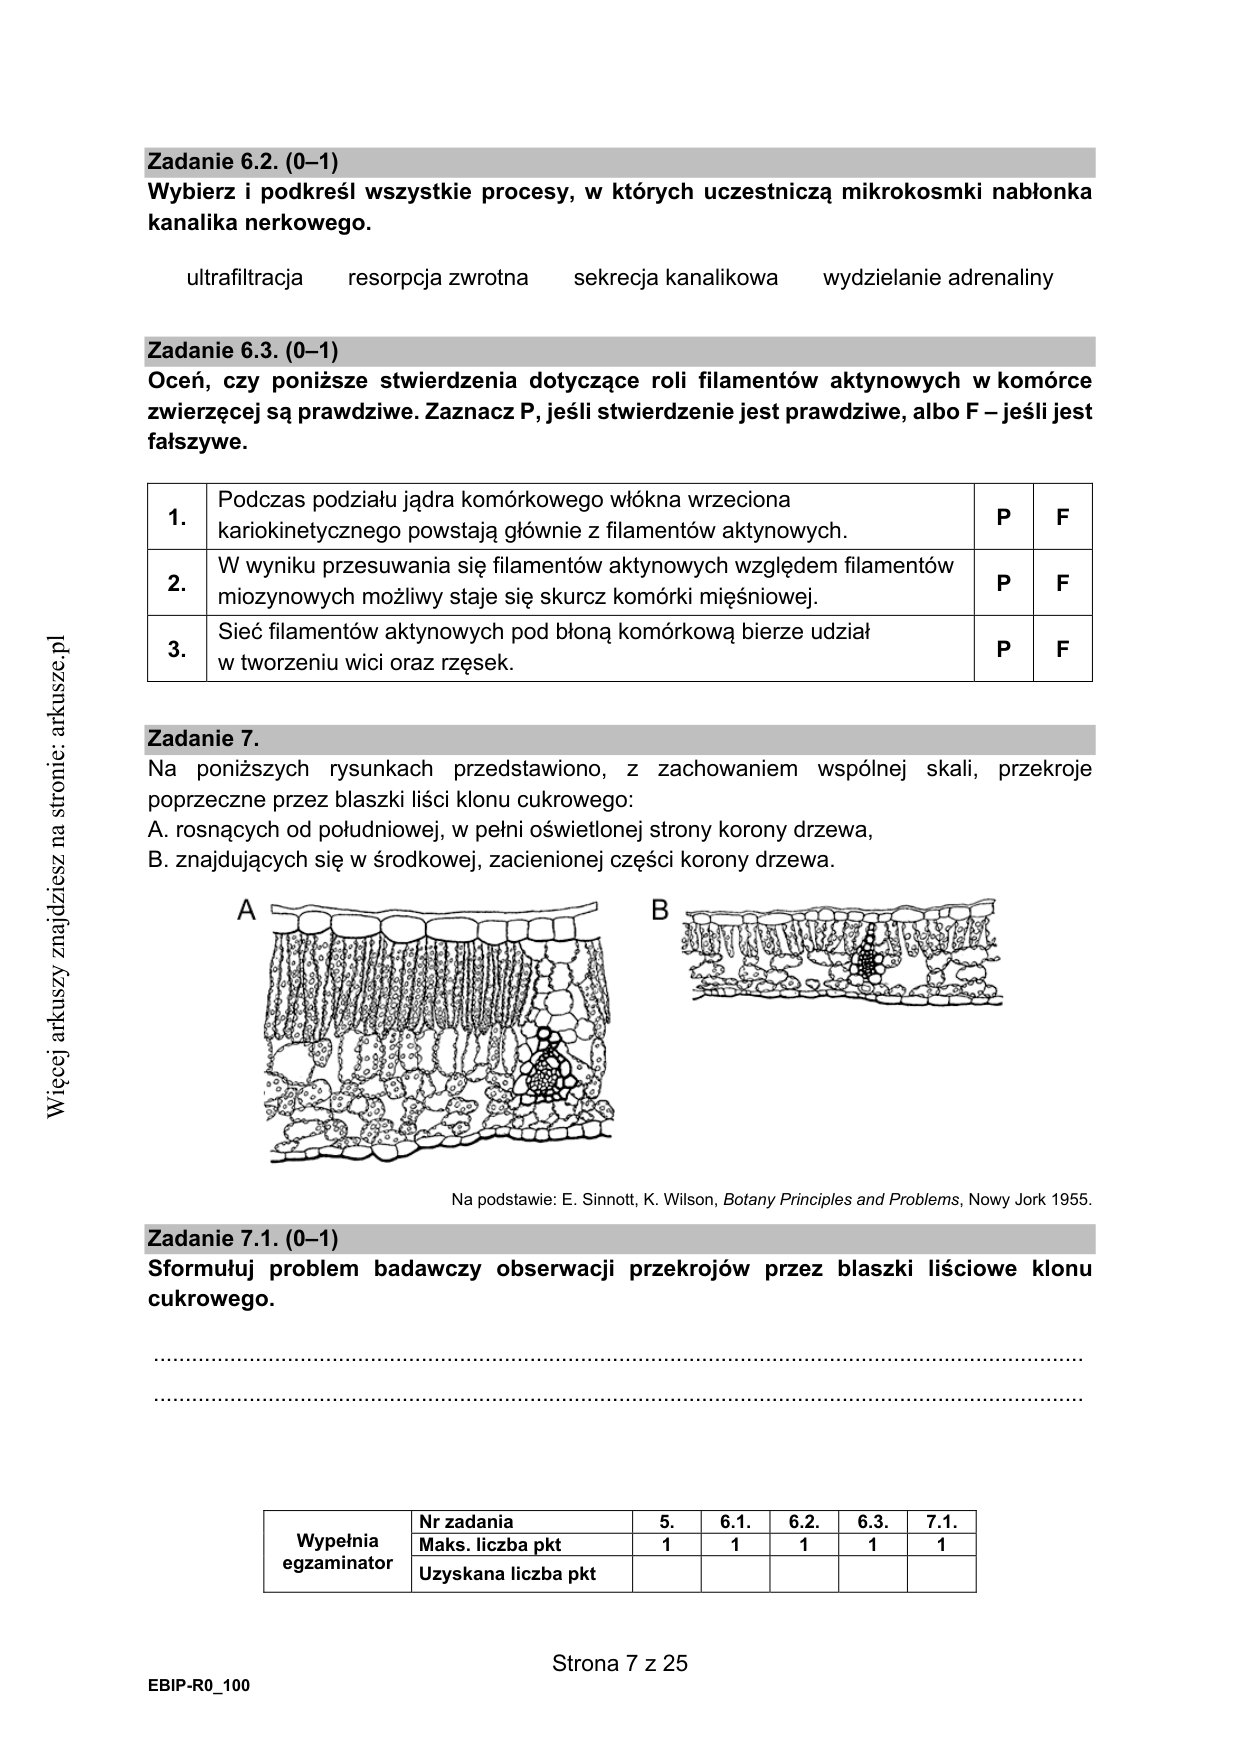 Zadanie 6.2. (0–1)
Wybierz i podkreśl wszystkie procesy, w których uczestniczą mikrokosmki nabłonka
kanalika nerkowego.
ultrafiltracja resorpcja zwrotna sekrecja kanalikowa wydzielanie adrenaliny
Zadanie 6.3. (0–1)
Oceń, czy poniższe stwierdzenia dotyczące roli filamentów aktynowych w komórce
zwierzęcej są prawdziwe. Zaznacz P, jeśli stwierdzenie jest prawdziwe, albo F – jeśli jest
fałszywe.
1. Podczas podziału jądra komórkowego włókna wrzeciona
kariokinetycznego powstają głównie z filamentów aktynowych. P F
2. W wyniku przesuwania się filamentów aktynowych względem filamentów
miozynowych możliwy staje się skurcz komórki mięśniowej. P F
3. Sieć filamentów aktynowych pod błoną komórkową bierze udział
w tworzeniu wici oraz rzęsek. P F
Zadanie 7.
Na poniższych rysunkach przedstawiono, z zachowaniem wspólnej skali, przekroje
poprzeczne przez blaszki liści klonu cukrowego:
A. rosnących od południowej, w pełni oświetlonej strony korony drzewa,
B. znajdujących się w środkowej, zacienionej części korony drzewa.
A B
Na podstawie: E. Sinnott, K. Wilson, Botany Principles and Problems, Nowy Jork 1955.
Zadanie 7.1. (0–1)
Sformułuj problem badawczy obserwacji przekrojów przez blaszki liściowe klonu
cukrowego.
Wypełnia
egzaminator
Nr zadania 5. 6.1. 6.2. 6.3. 7.1.
Maks. liczba pkt 1 1 1 1 1
Uzyskana liczba pkt
Strona 7 z 25
EBIP-R0_100
Więcej arkuszy znajdziesz na stronie: arkusze.pl